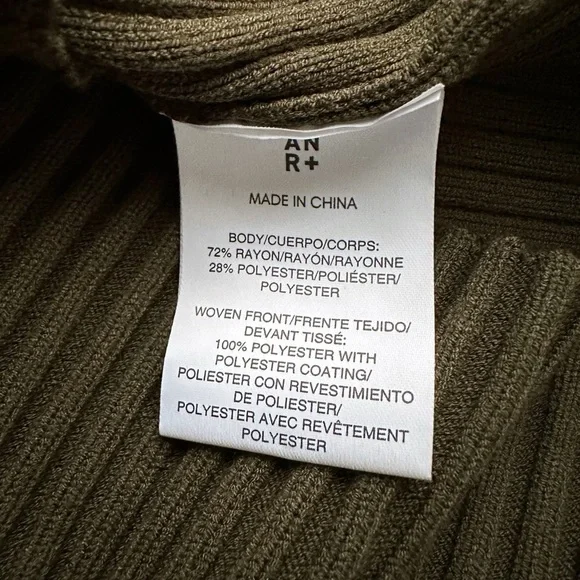 AN
R+
MADE IN CHINA
BODY/CUERPO/CORPS:
72% RAYON/RAYÓN/RAYONNE
28% POLYESTER/POLIÉSTER/
POLYESTER
WOVEN FRONT/FRENTE TEJIDO/
DEVANT TISSÉ:
100% POLYESTER WITH
POLYESTER COATING/
POLIESTER CON REVESTIMIENTO
DE POLIESTER/
POLYESTER AVEC REVÊTEMENT
POLYESTER